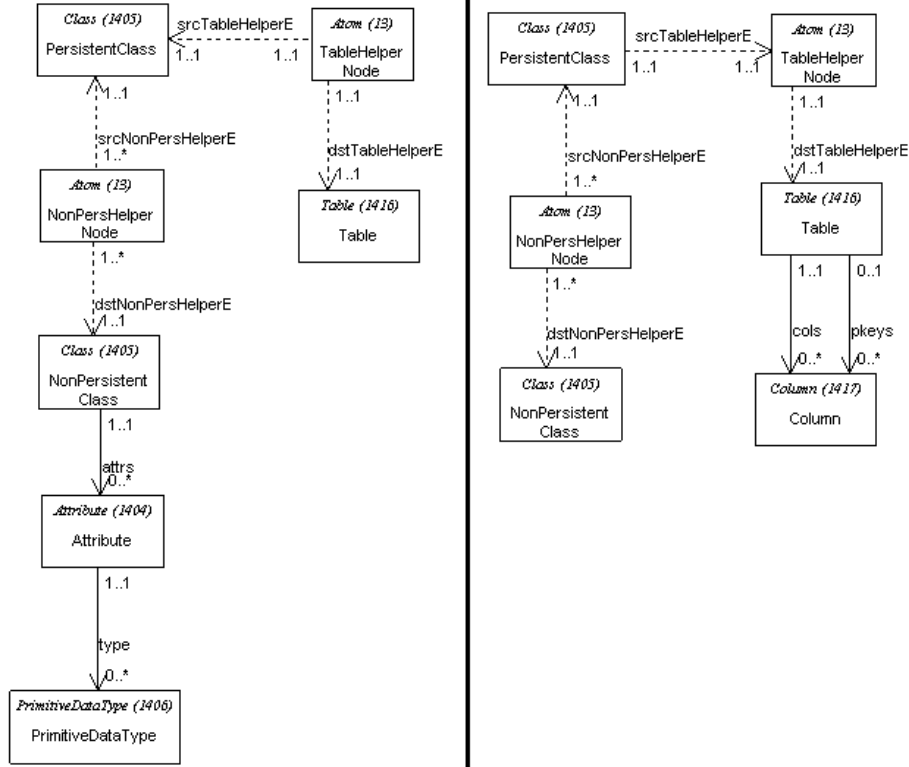 Class (1405)
PersistentClass
srcTableHelperE
1..1
1..1
Atom (13)
TableHelper
Node
1..1
1..1
dstTableHelperE
1..1
srcNonPersHelperE
1..*
Atom (13)
NonPersHelper
Node
Table (1416)
Table
1..*
dstNonPersHelperE
1..1
Class (1405)
NonPersistent
Class
1..1
attrs
0..*
Attribute (1404)
Attribute
1..1
type
0..*
PrimitiveDataType (1406)
PrimitiveDataType
Class (1405)
PersistentClass
srcTableHelperE
1..1
1..1
Atom (13)
TableHelper
Node
1..1
1..1
dstTableHelperE
1..1
srcNonPersHelperE
1..*
Atom (13)
NonPersHelper
Node
Table (1416)
Table
1..*
1..1
0..1
dstNonPersHelperE
1..1
cols
pkeys
0..*
0..*
Class (1405)
NonPersistent
Class
Column (1417)
Column